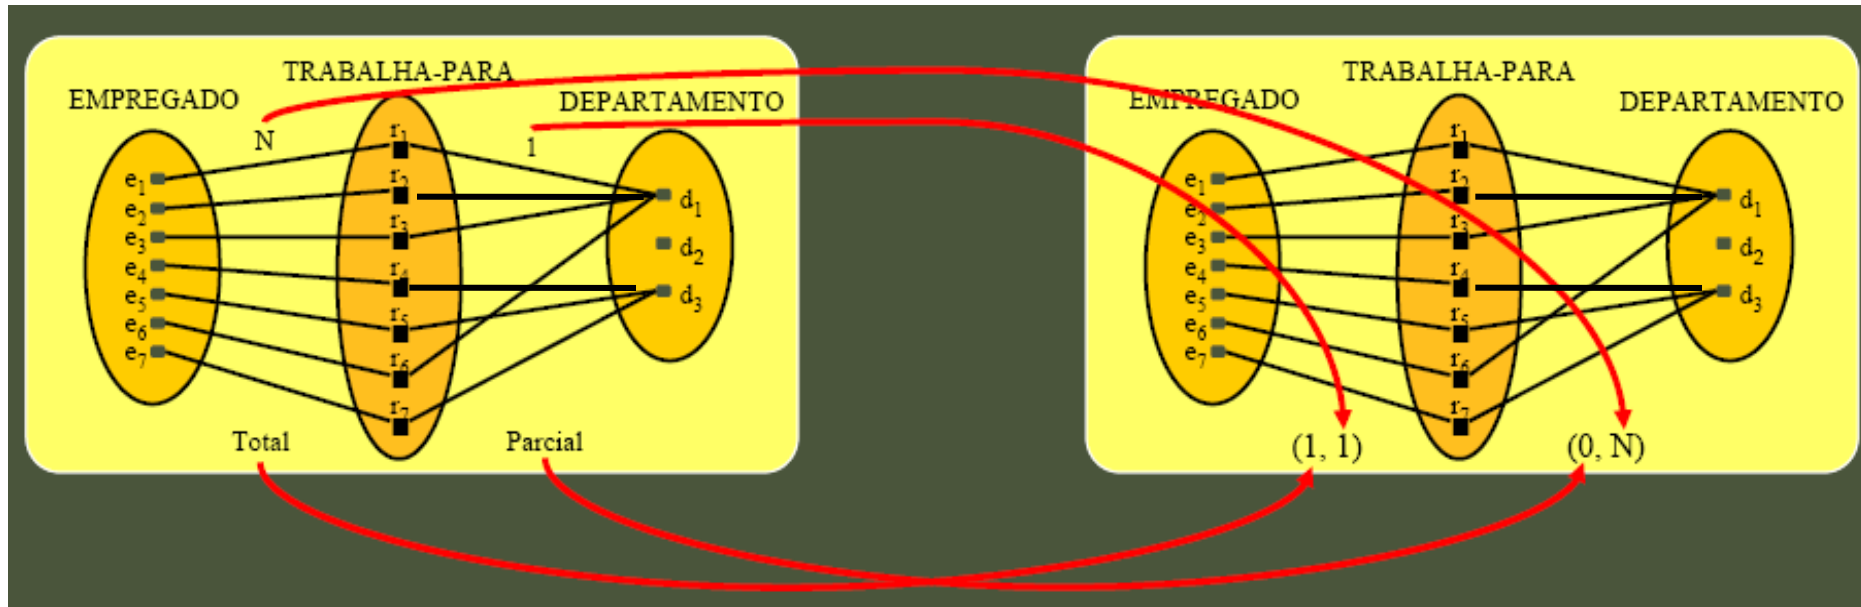 TRABALHA-PARA
EMPREGADO
DEPARTAMENTO
N
1
r1
r2
r3
r4
r5
r6
r7
e1
e2
e3
e4
e5
e6
e7
d1
d2
d3
Total
Parcial
TRABALHA-PARA
EMPREGADO
DEPARTAMENTO
r1
r2
r3
r4
r5
r6
r7
e1
e2
e3
e4
e5
e6
e7
d1
d2
d3
(1, 1)
(0, N)